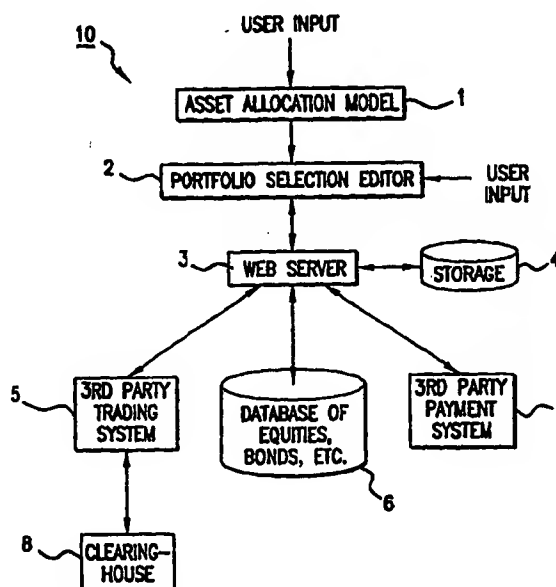 10
USER INPUT
ASSET ALLOCATION MODEL
1
2
PORTFOLIO SELECTION EDITOR
USER
INPUT
3
WEB SERVER
STORAGE
4
5
3RD PARTY
TRADING
SYSTEM
DATABASE OF
EQUITIES,
BONDS, ETC.
6
3RD PARTY
PAYMENT
SYSTEM
8
CLEARING-
HOUSE